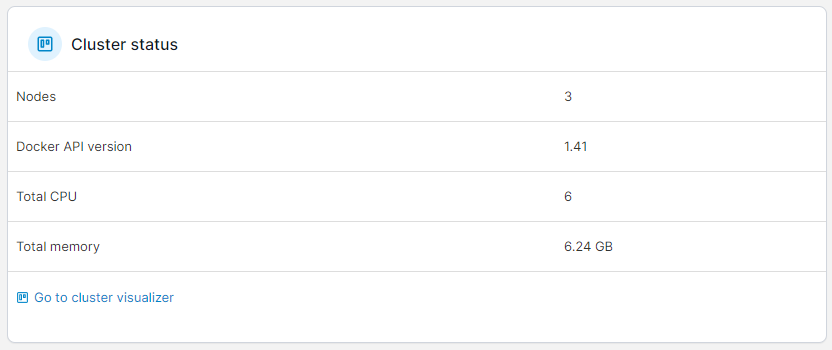 Cluster status
Nodes 3
Docker API version 1.41
Total CPU 6
Total memory 6.24 GB
Go to cluster visualizer